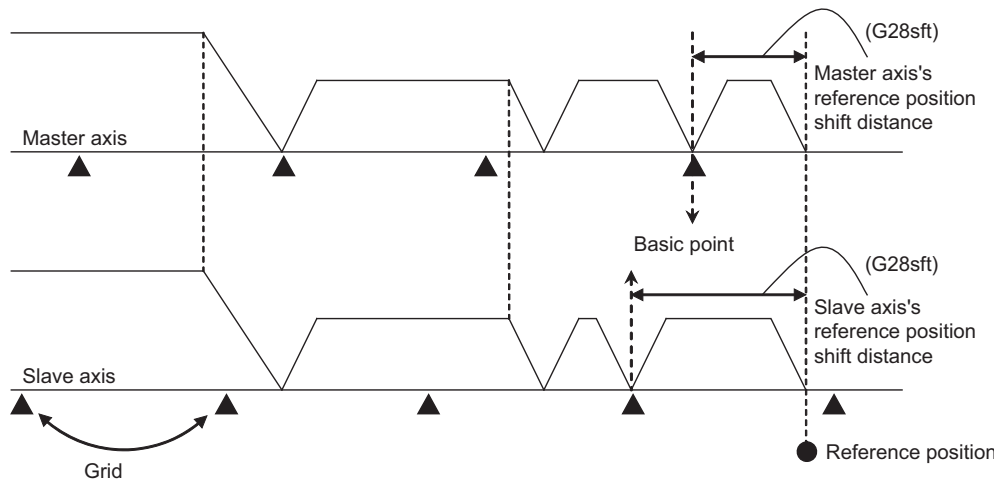 (G28sft)
Master axis's
reference position
shift distance
Master axis
Basic point
(G28sft)
Slave axis's
reference position
shift distance
Slave axis
Reference position
Grid